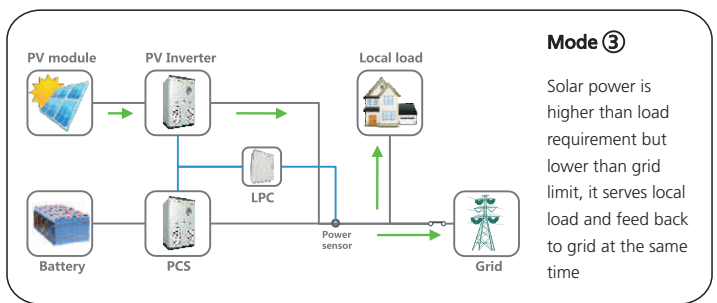 Mode ③
PV module
PV Inverter
Local load
Solar power is
higher than load
requirement but
lower than grid
limit, it serves local
load and feed back
to grid at the same
time
LPC
Power
sensor
Battery
PCS
Grid